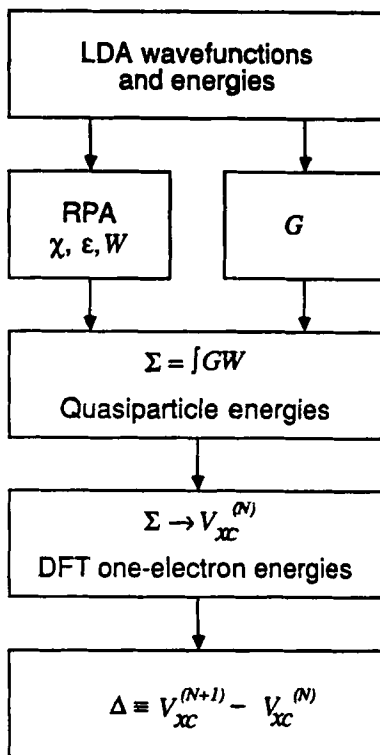 LDA wavefunctions
and energies
RPA
χ, ε, W
G
Σ = ∫GW
Quasiparticle energies
Σ → V_xc^(N)
DFT one-electron energies
Δ ≡ V_xc^(N+1) − V_xc^(N)